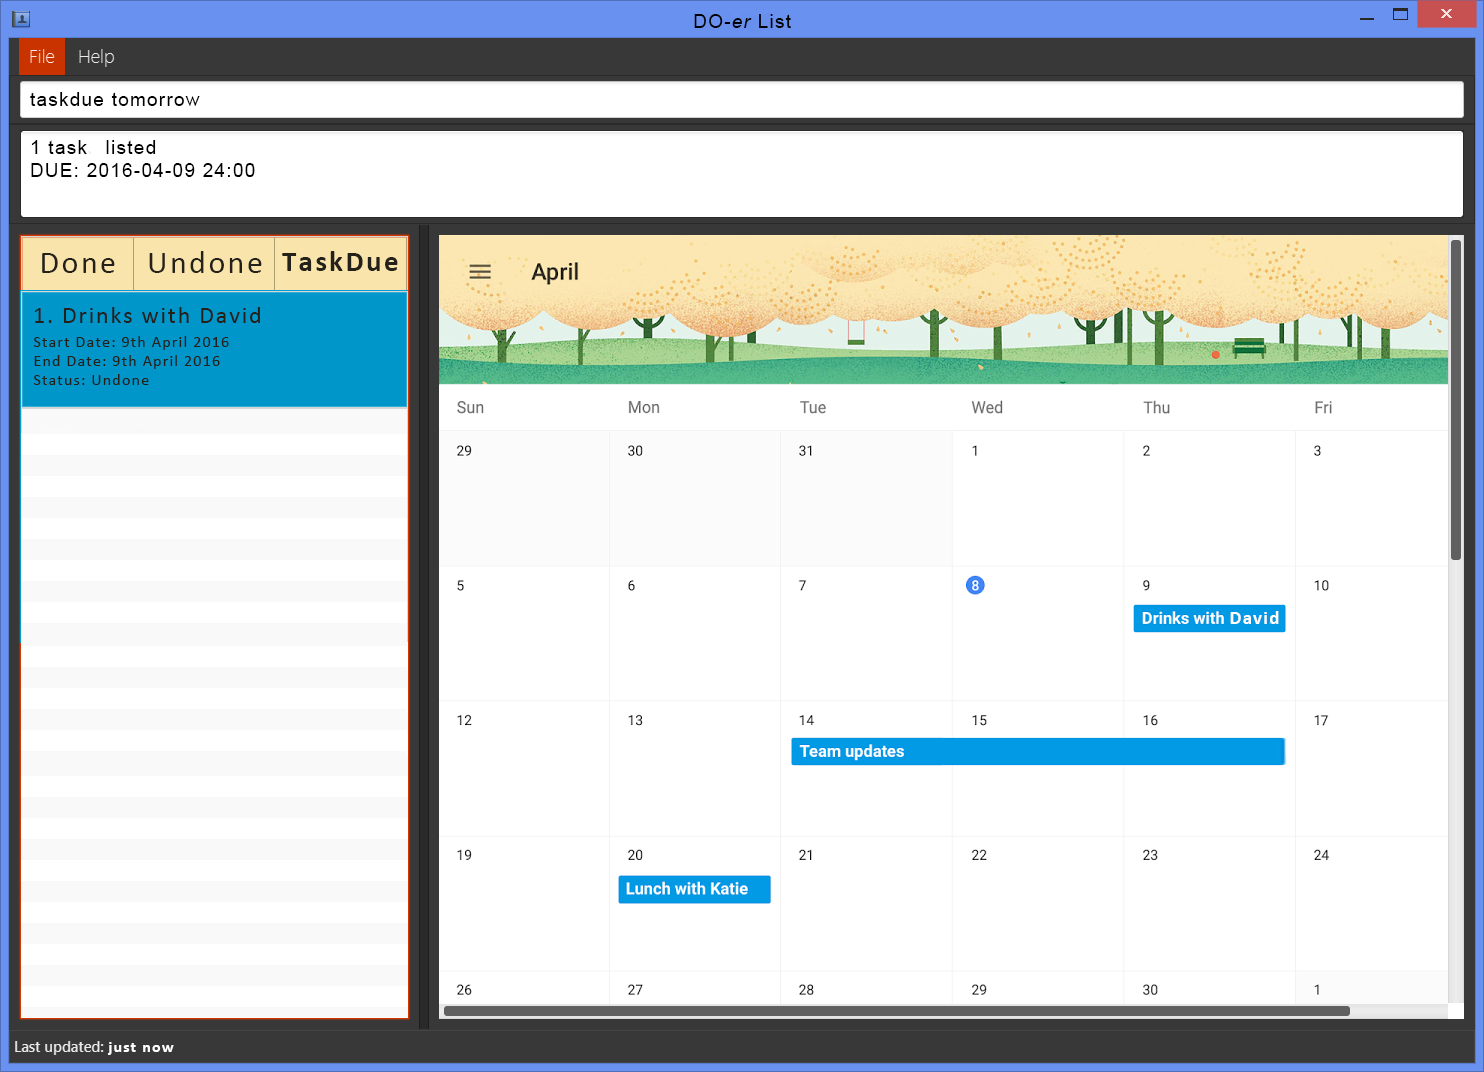 DO-er List
File Help
taskdue tomorrow
1 task listed
DUE: 2016-04-09 24:00
Done Undone TaskDue
1. Drinks with David
Start Date: 9th April 2016
End Date: 9th April 2016
Status: Undone
April
Sun Mon Tue Wed Thu Fri
29 30 31 1 2 3
5 6 7 8 9 10
Drinks with David
12 13 14 15 16 17
Team updates
19 20 21 22 23 24
Lunch with Katie
26 27 28 29 30 1
Last updated: just now